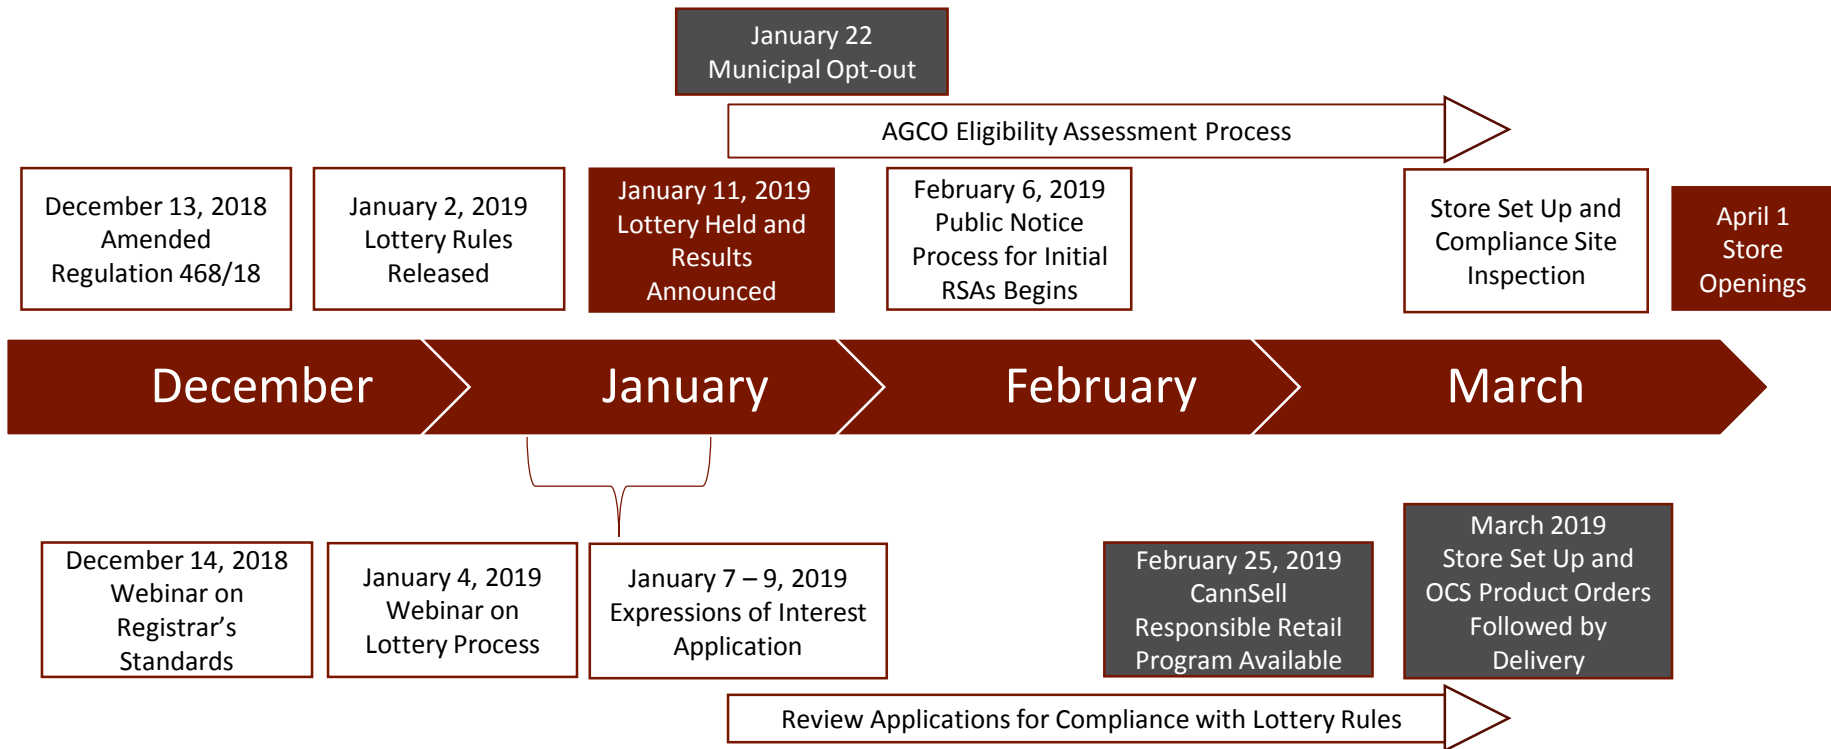 January 22
Municipal Opt-out
AGCO Eligibility Assessment Process
December 13, 2018
Amended
Regulation 468/18
January 2, 2019
Lottery Rules
Released
January 11, 2019
Lottery Held and
Results
Announced
February 6, 2019
Public Notice
Process for Initial
RSAs Begins
Store Set Up and
Compliance Site
Inspection
April 1
Store
Openings
December
January
February
March
December 14, 2018
Webinar on
Registrar’s
Standards
January 4, 2019
Webinar on
Lottery Process
January 7 – 9, 2019
Expressions of Interest
Application
February 25, 2019
CannSell
Responsible Retail
Program Available
March 2019
Store Set Up and
OCS Product Orders
Followed by
Delivery
Review Applications for Compliance with Lottery Rules